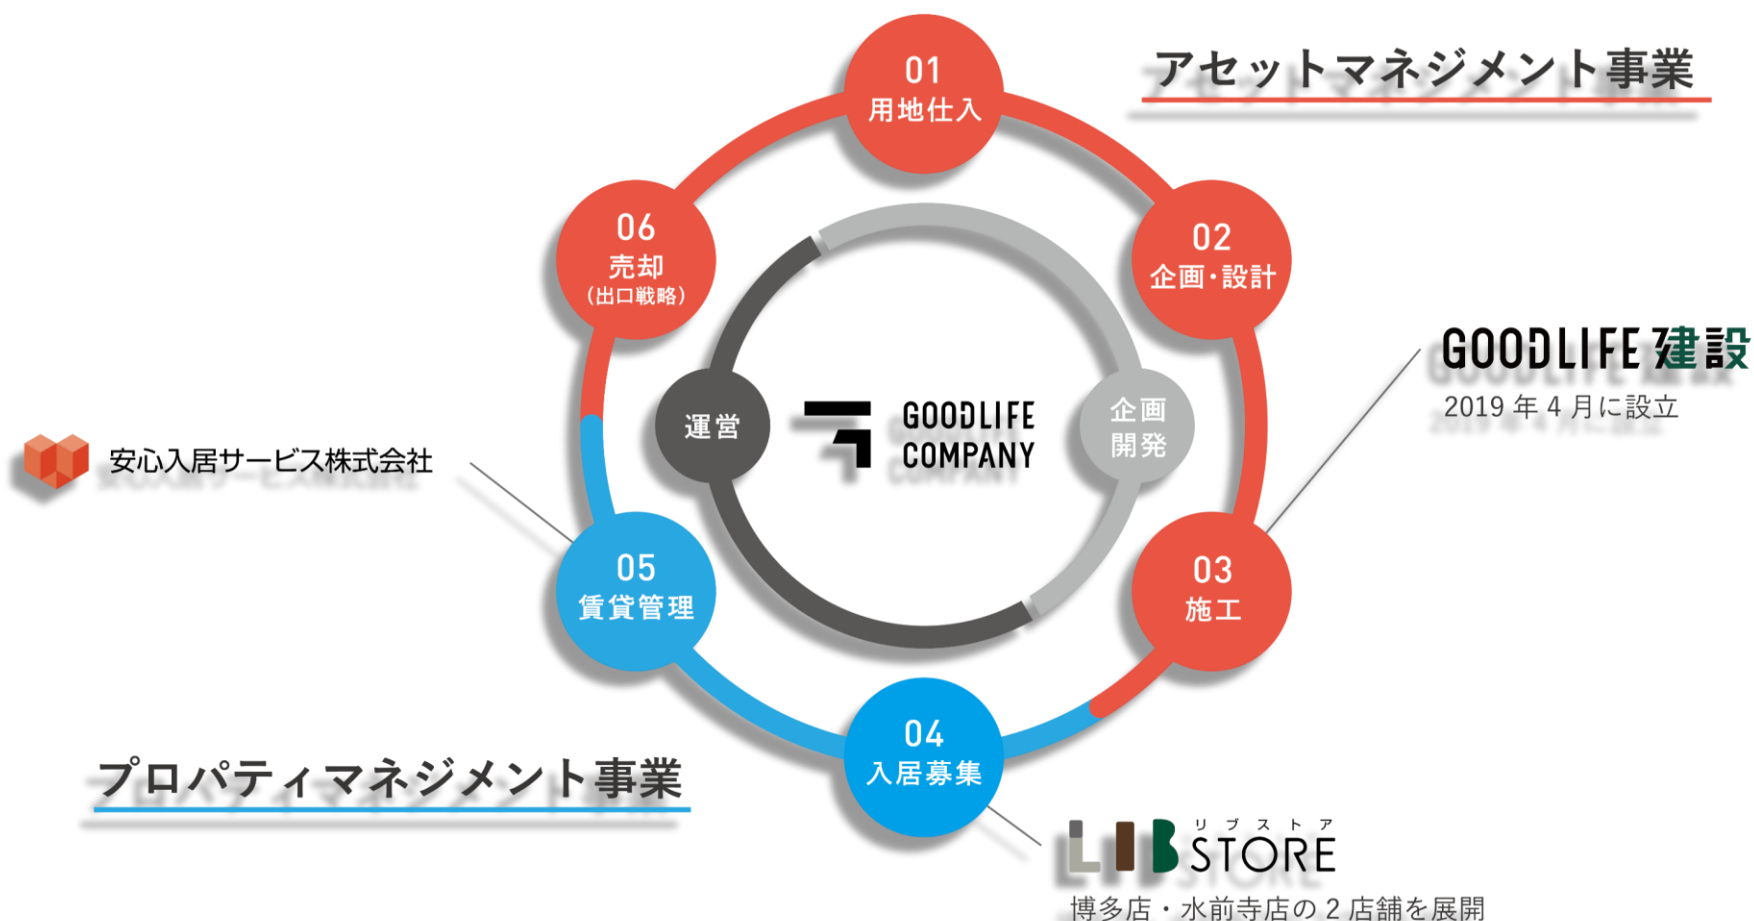 アセットマネジメント事業
01
用地仕入
02
企画・設計
03
施工
GOODLIFE 建設
2019 年 4 月に設立
04
入居募集
リブストア
LIB STORE
博多店・水前寺店の 2 店舗を展開
05
賃貸管理
安心入居サービス株式会社
プロパティマネジメント事業
06
売却
（出口戦略）
運営
GOODLIFE
COMPANY
企画
開発